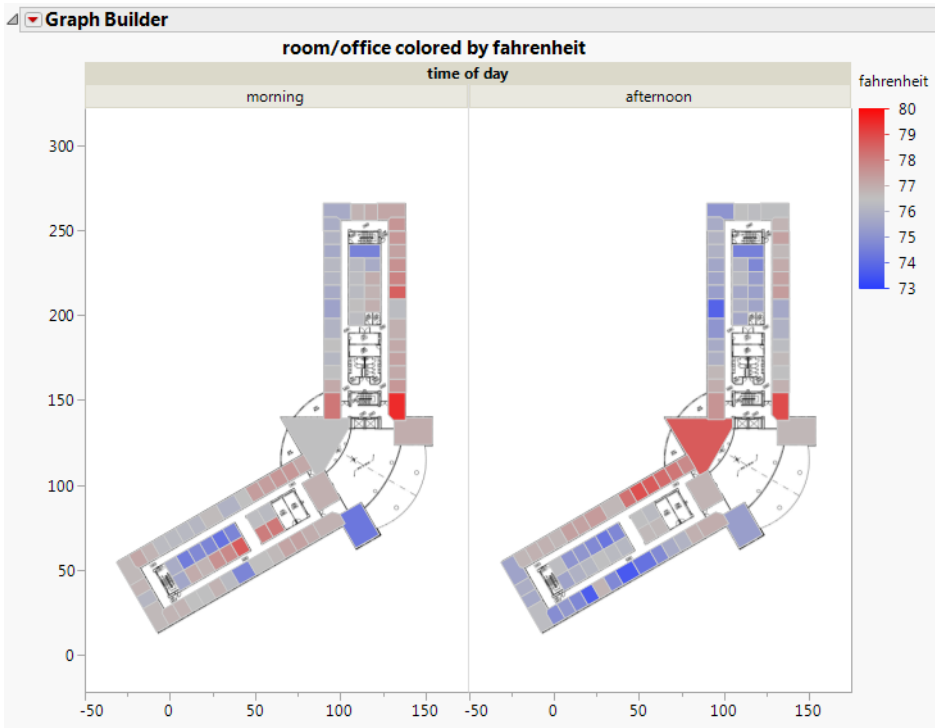 Graph Builder
room/office colored by fahrenheit
time of day
morning
afternoon
fahrenheit
80
79
78
77
76
75
74
73
300
250
200
150
100
50
0
-50 0 50 100 150
-50 0 50 100 150